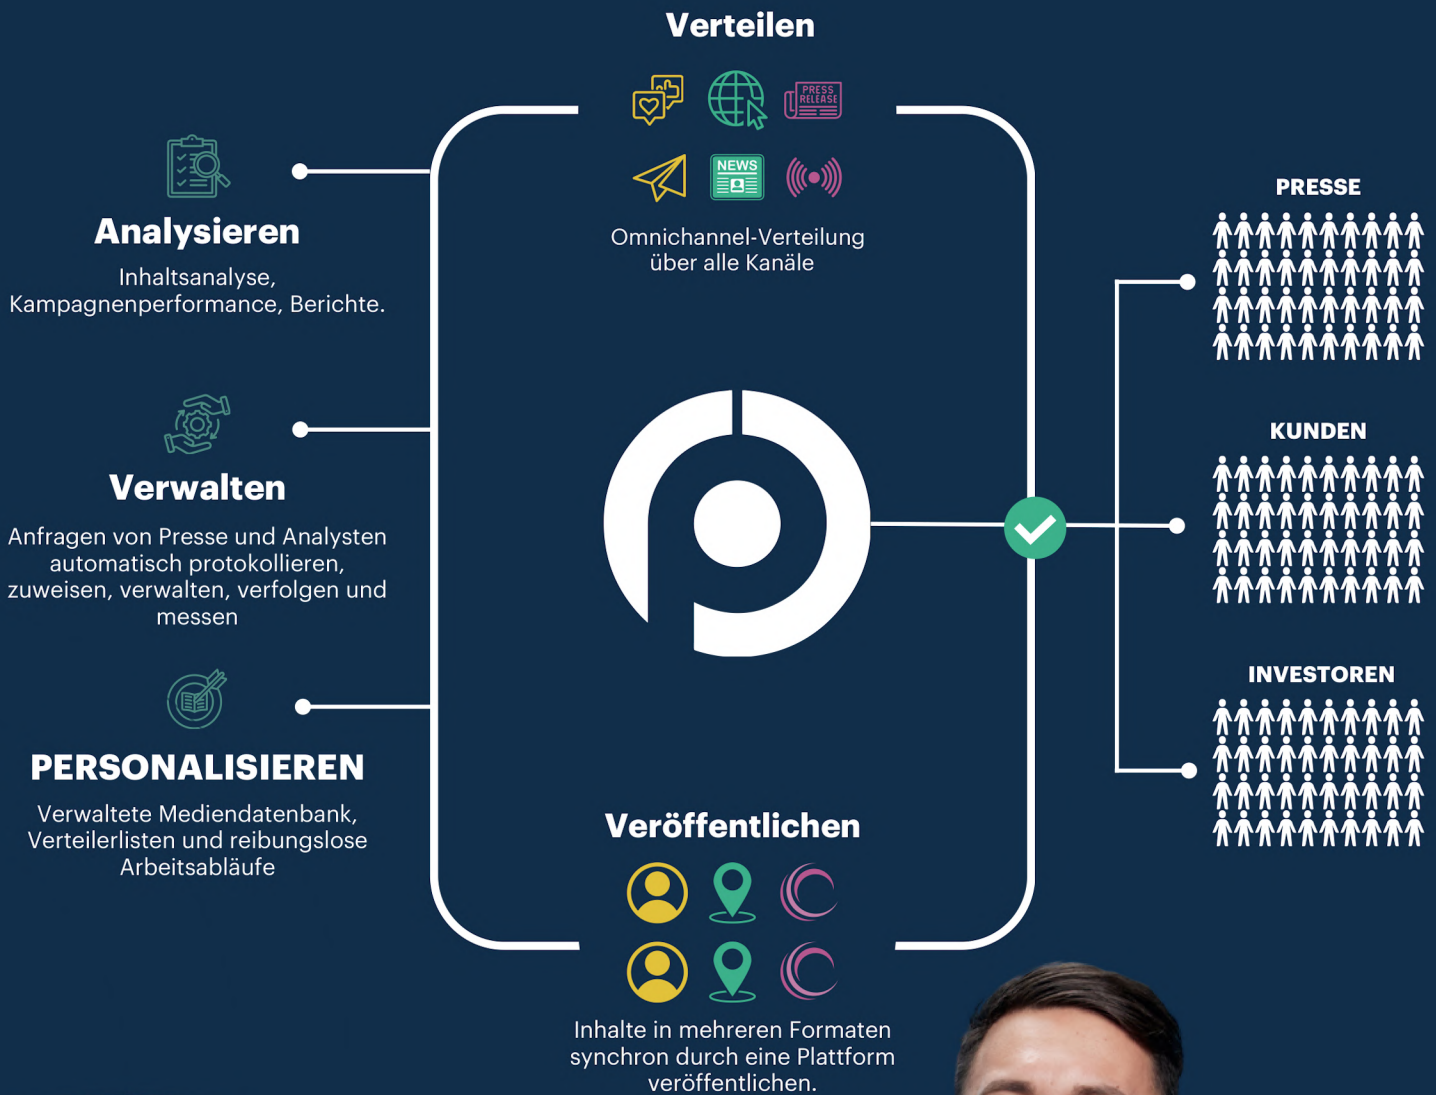 Verteilen
PRESS
RELEASE
NEWS
Omnichannel-Verteilung
über alle Kanäle
Analysieren
Inhaltsanalyse,
Kampagnenperformance, Berichte.
Verwalten
Anfragen von Presse und Analysten
automatisch protokollieren,
zuweisen, verwalten, verfolgen und
messen
PERSONALISIEREN
Verwaltete Mediendatenbank,
Verteilerlisten und reibungslose
Arbeitsabläufe
Veröffentlichen
Inhalte in mehreren Formaten
synchron durch eine Plattform
veröffentlichen.
PRESSE
KUNDEN
INVESTOREN